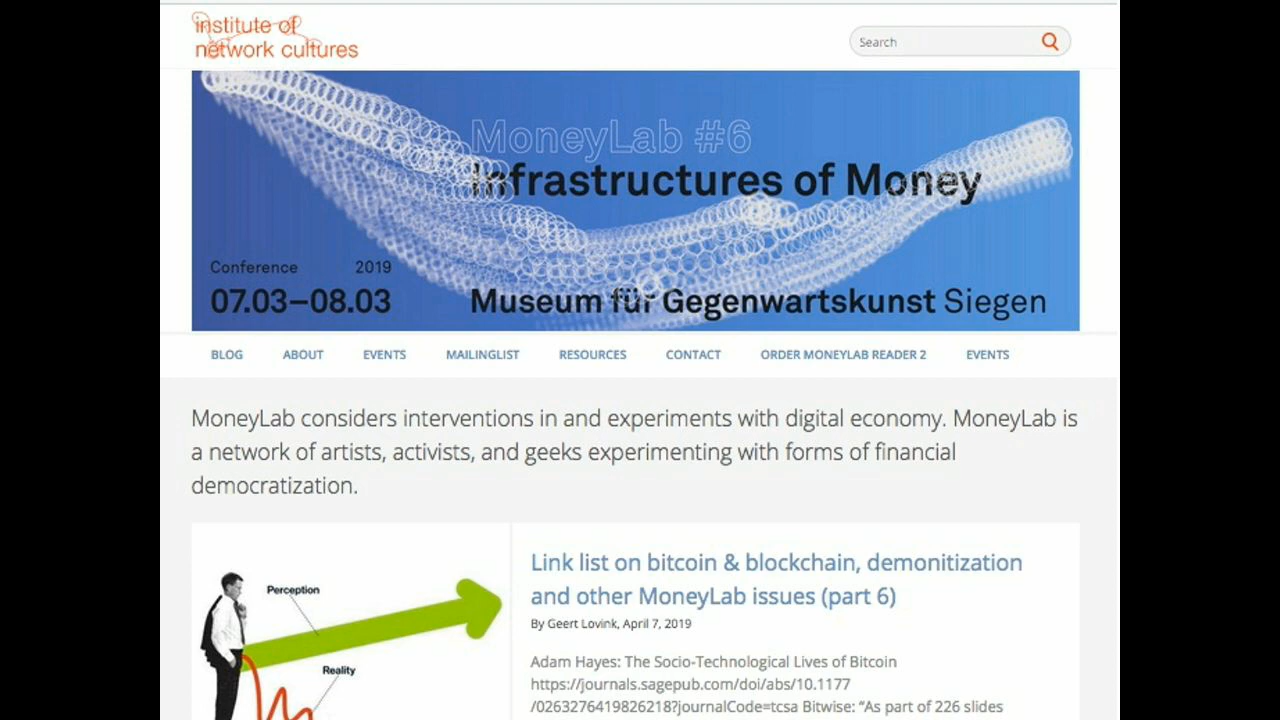 institute of
network cultures
Search
MoneyLab #6
Infrastructures of Money
Conference 2019
07.03–08.03
Museum für Gegenwartskunst Siegen
BLOG ABOUT EVENTS MAILINGLIST RESOURCES CONTACT ORDER MONEYLAB READER 2 EVENTS
MoneyLab considers interventions in and experiments with digital economy. MoneyLab is
a network of artists, activists, and geeks experimenting with forms of financial
democratization.
Perception
Reality
Link list on bitcoin & blockchain, demonitization
and other MoneyLab issues (part 6)
By Geert Lovink, April 7, 2019
Adam Hayes: The Socio-Technological Lives of Bitcoin
https://journals.sagepub.com/doi/abs/10.1177
/0263276419826218?journalCode=tcsa Bitwise: “As part of 226 slides